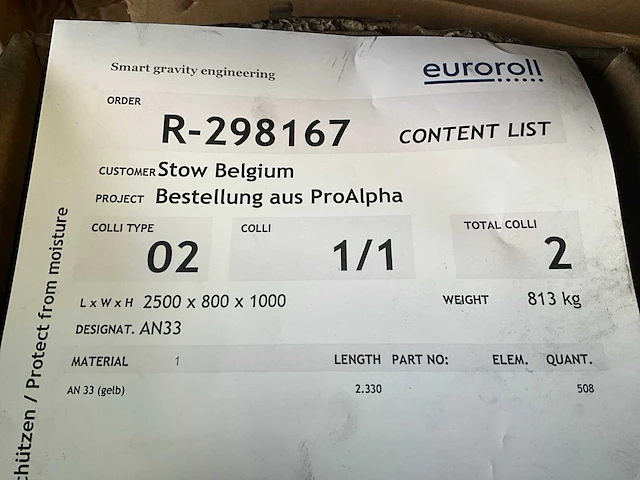 Smart gravity engineering
euroroll
ORDER
R-298167 CONTENT LIST
CUSTOMER Stow Belgium
PROJECT Bestellung aus ProAlpha
COLLI TYPE COLLI TOTAL COLLI
02 1/1 2
L x W x H 2500 x 800 x 1000 WEIGHT 813 kg
DESIGNAT. AN33
MATERIAL 1 LENGTH PART NO: ELEM. QUANT.
AN 33 (gelb) 2.330 508
chützen / Protect from moisture